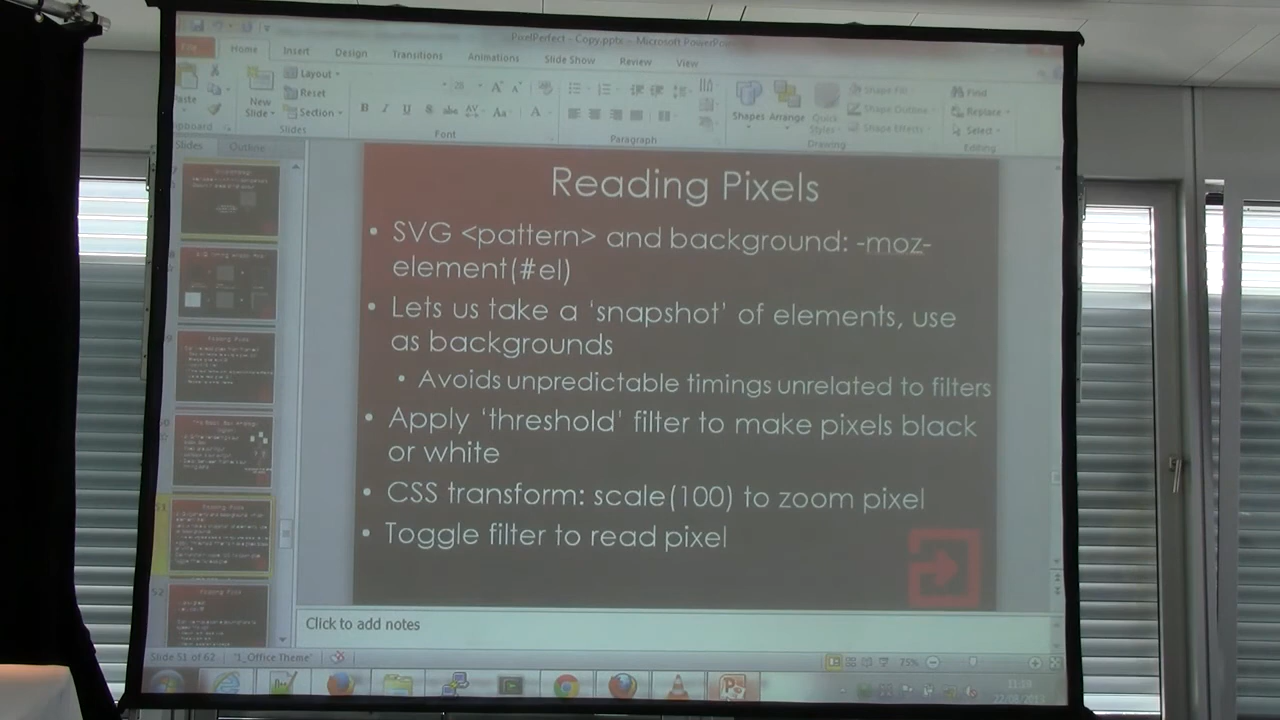 PixelPerfect - Copy.pptx - Microsoft PowerPoint
File Home Insert Design Transitions Animations Slide Show Review View
Paste
New
Slide
Layout
Reset
Section
Shapes Arrange Quick
Styles
Shape Fill
Shape Outline
Shape Effects
Find
Replace
Select
Slides Font Paragraph Drawing Editing
Slides Outline
Reading Pixels
• SVG <pattern> and background: -moz-
element(#el)
• Lets us take a ‘snapshot’ of elements, use
as backgrounds
• Avoids unpredictable timings unrelated to filters
• Apply ‘threshold’ filter to make pixels black
or white
• CSS transform: scale(100) to zoom pixel
• Toggle filter to read pixel
51
52
Click to add notes
Slide 51 of 62 "1_Office Theme" 75%
11:18